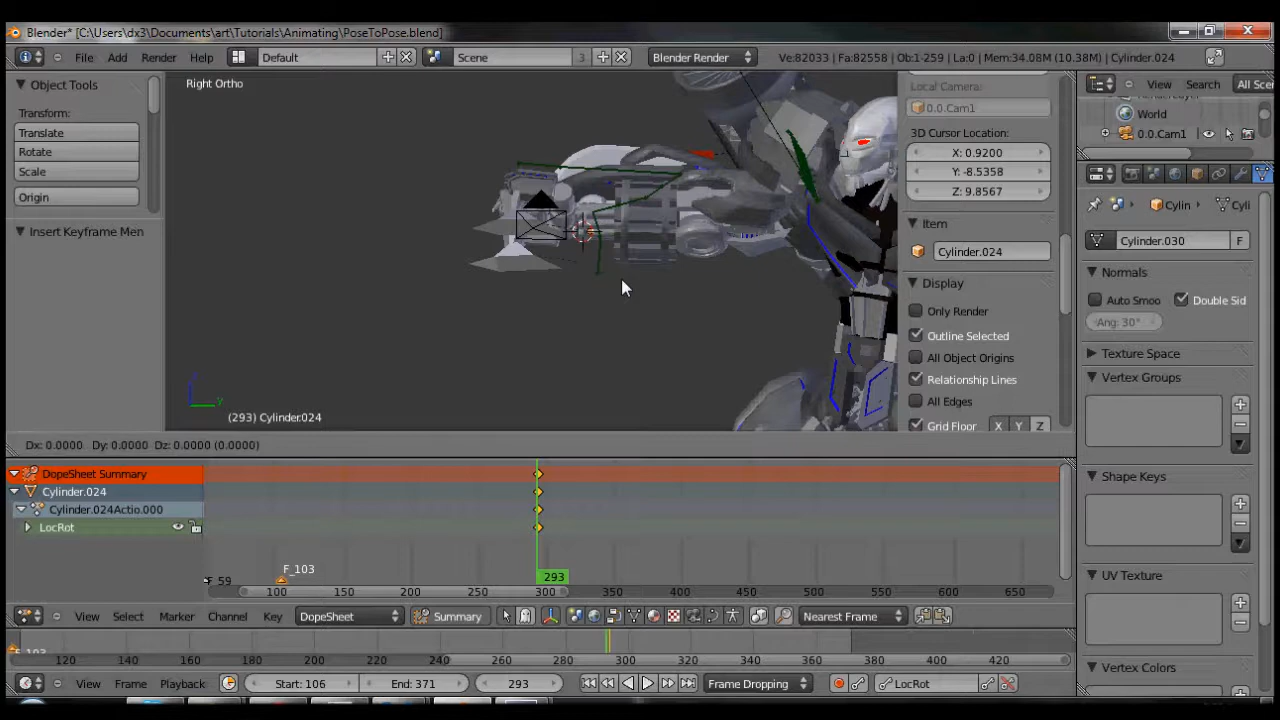 Blender* [C:\Users\dx3\Documents\art\Tutorials\Animating\PoseToPose.blend]
File Add Render Help Default Scene 3 Blender Render Ve:82033 | Fa:82558 | Ob:1-259 | La:0 | Mem:34.08M (10.38M) | Cylinder.024
Object Tools
Transform:
Translate
Rotate
Scale
Origin
Insert Keyframe Men
Right Ortho
(293) Cylinder.024
Local Camera:
0.0.Cam1
3D Cursor Location:
X: 0.9200
Y: -8.5358
Z: 9.8567
Item
Cylinder.024
Display
Only Render
Outline Selected
All Object Origins
Relationship Lines
All Edges
Grid Floor X Y Z
View Search All Sce
World
0.0.Cam1
Cylin Cyli
Cylinder.030 F
Normals
Auto Smoo Double Sid
Ang: 30°
Texture Space
Vertex Groups
Shape Keys
UV Texture
Vertex Colors
Dx: 0.0000 Dy: 0.0000 Dz: 0.0000 (0.0000)
DopeSheet Summary
Cylinder.024
Cylinder.024Actio.000
LocRot
F_59 F_103 293
100 150 200 250 300 350 400 450 500 550 600 650
View Select Marker Channel Key DopeSheet Summary Nearest Frame
F_103
120 140 160 180 200 220 240 260 280 300 320 340 360 380 400 420
View Frame Playback Start: 106 End: 371 293 Frame Dropping LocRot